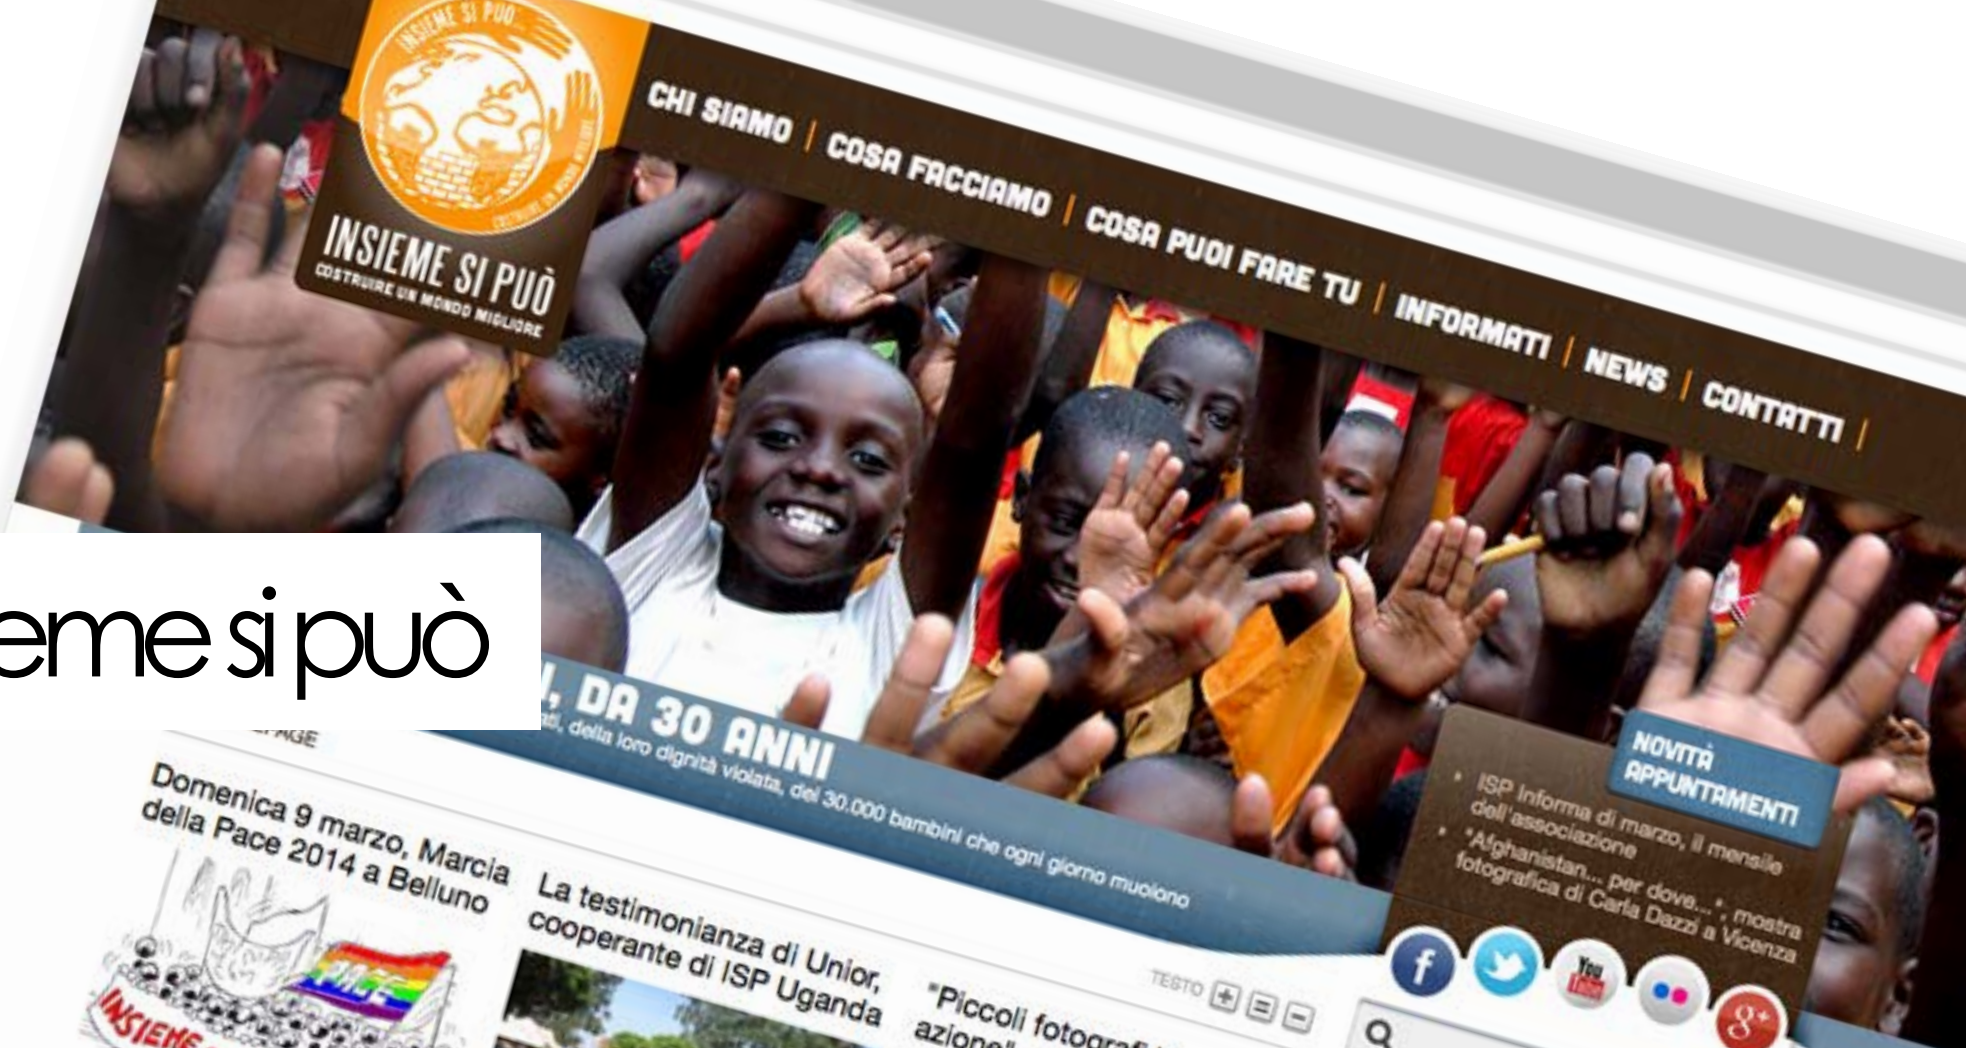 INSIEME SI PUÒ
COSTRUIRE UN MONDO MIGLIORE
INSIEME SI PUÒ
COSTRUIRE UN MONDO MIGLIORE
CHI SIAMO | COSA FACCIAMO | COSA PUOI FARE TU | INFORMATI | NEWS | CONTATTI |
eme si può
DA 30 ANNI
della loro dignità violata, dei 30.000 bambini che ogni giorno muoiono
NOVITÀ
APPUNTAMENTI
ISP Informa di marzo, il mensile
dell'associazione
"Afghanistan... per dove...", mostra
fotografica di Carla Dazzi a Vicenza
Domenica 9 marzo, Marcia
della Pace 2014 a Belluno
PACE
INSIEME
La testimonianza di Unior,
cooperante di ISP Uganda
"Piccoli fotografi
azione"
TESTO + = -
f
You
Tube
g+